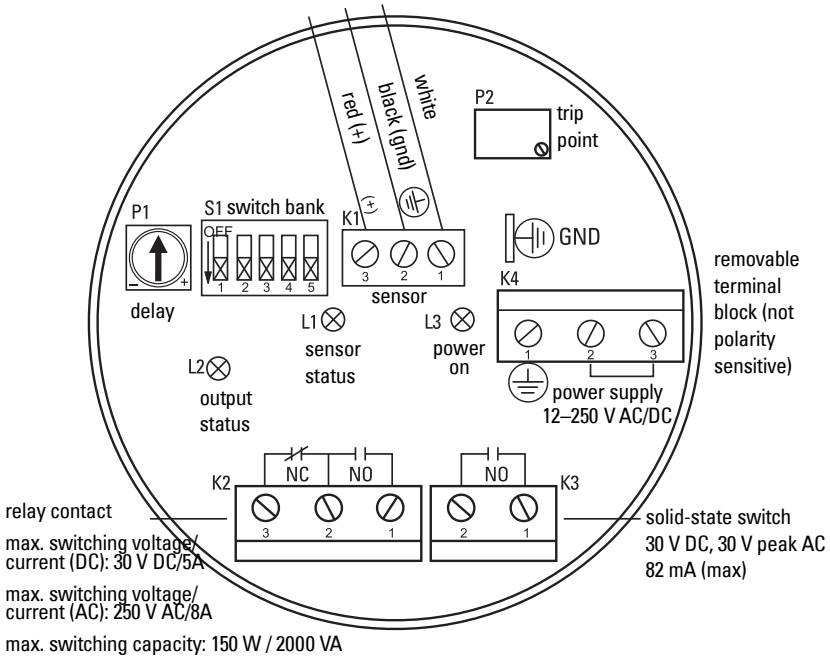 red (+)
black (gnd)
white
(+)
P2
trip
point
P1
S1 switch bank
OFF
1 2 3 4 5
- +
delay
K1
3 2 1
sensor
GND
K4
1 2 3
power supply
12–250 V AC/DC
removable
terminal
block (not
polarity
sensitive)
L1
sensor
status
L3
power
on
L2
output
status
K2
NC NO
3 2 1
NO
K3
2 1
relay contact
max. switching voltage/
current (DC): 30 V DC/5A
max. switching voltage/
current (AC): 250 V AC/8A
max. switching capacity: 150 W / 2000 VA
solid-state switch
30 V DC, 30 V peak AC
82 mA (max)